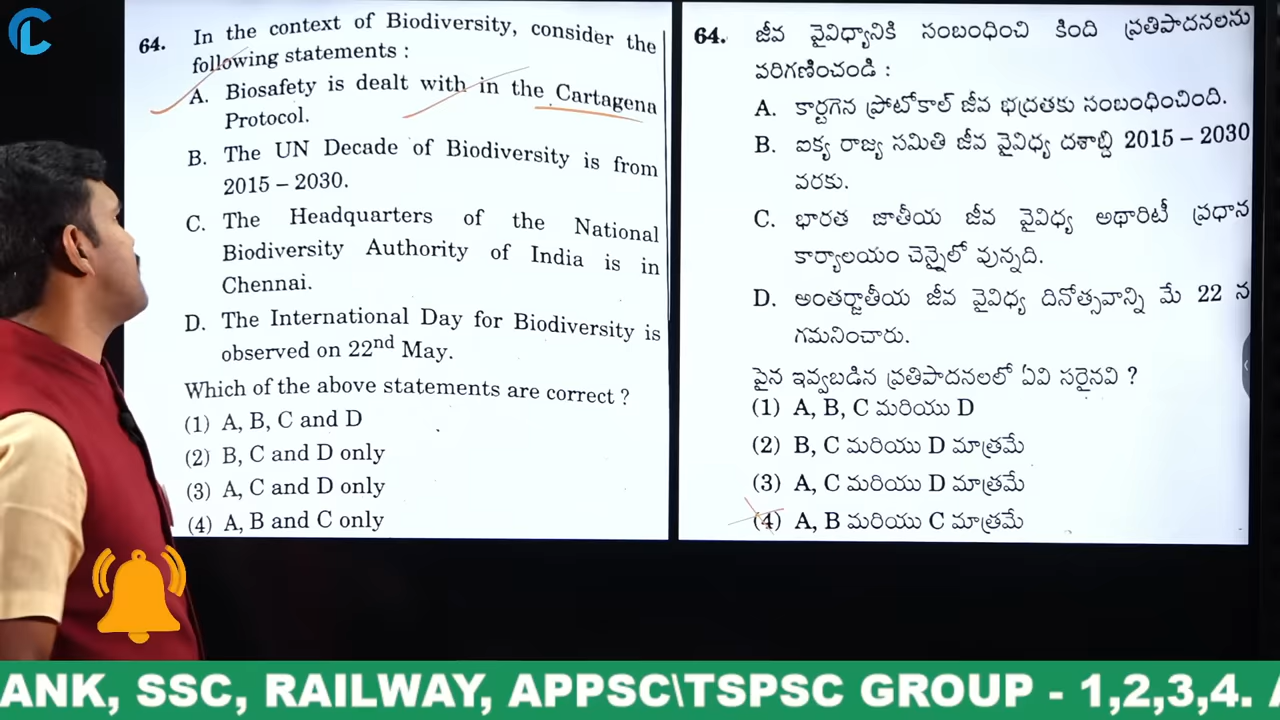 64. In the context of Biodiversity, consider the
following statements :
A. Biosafety is dealt with in the Cartagena
Protocol.
B. The UN Decade of Biodiversity is from
2015 – 2030.
C. The Headquarters of the National
Biodiversity Authority of India is in
Chennai.
D. The International Day for Biodiversity is
observed on 22nd May.
Which of the above statements are correct ?
(1) A, B, C and D
(2) B, C and D only
(3) A, C and D only
(4) A, B and C only
64. జీవ వైవిధ్యానికి సంబంధించి కింది ప్రతిపాదనలను
పరిగణించండి :
A. కార్టగెన ప్రోటోకాల్ జీవ భద్రతకు సంబంధించింది.
B. ఐక్య రాజ్య సమితి జీవ వైవిధ్య దశాబ్ది 2015 – 2030
వరకు.
C. భారత జాతీయ జీవ వైవిధ్య అథారిటీ ప్రధాన
కార్యాలయం చెన్నైలో వున్నది.
D. అంతర్జాతీయ జీవ వైవిధ్య దినోత్సవాన్ని మే 22 న
గమనించారు.
పైన ఇవ్వబడిన ప్రతిపాదనలలో ఏవి సరైనవి ?
(1) A, B, C మరియు D
(2) B, C మరియు D మాత్రమే
(3) A, C మరియు D మాత్రమే
(4) A, B మరియు C మాత్రమే
ANK, SSC, RAILWAY, APPSC\TSPSC GROUP - 1,2,3,4. A